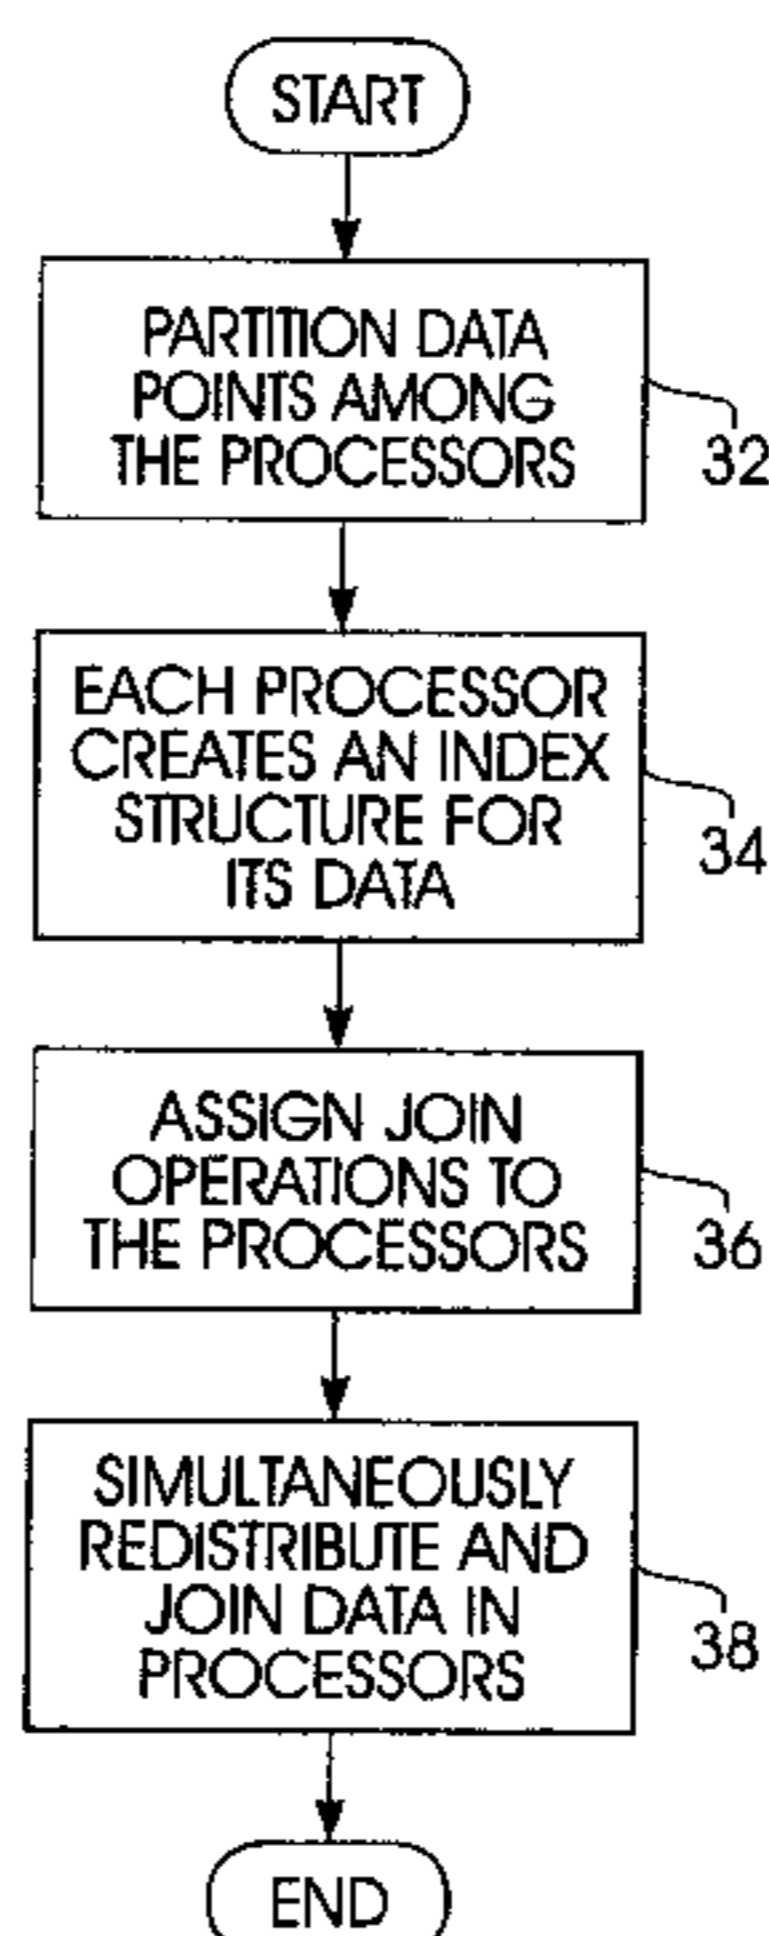 START
PARTITION DATA
POINTS AMONG
THE PROCESSORS
32
EACH PROCESSOR
CREATES AN INDEX
STRUCTURE FOR
ITS DATA
34
ASSIGN JOIN
OPERATIONS TO
THE PROCESSORS
36
SIMULTANEOUSLY
REDISTRIBUTE AND
JOIN DATA IN
PROCESSORS
38
END